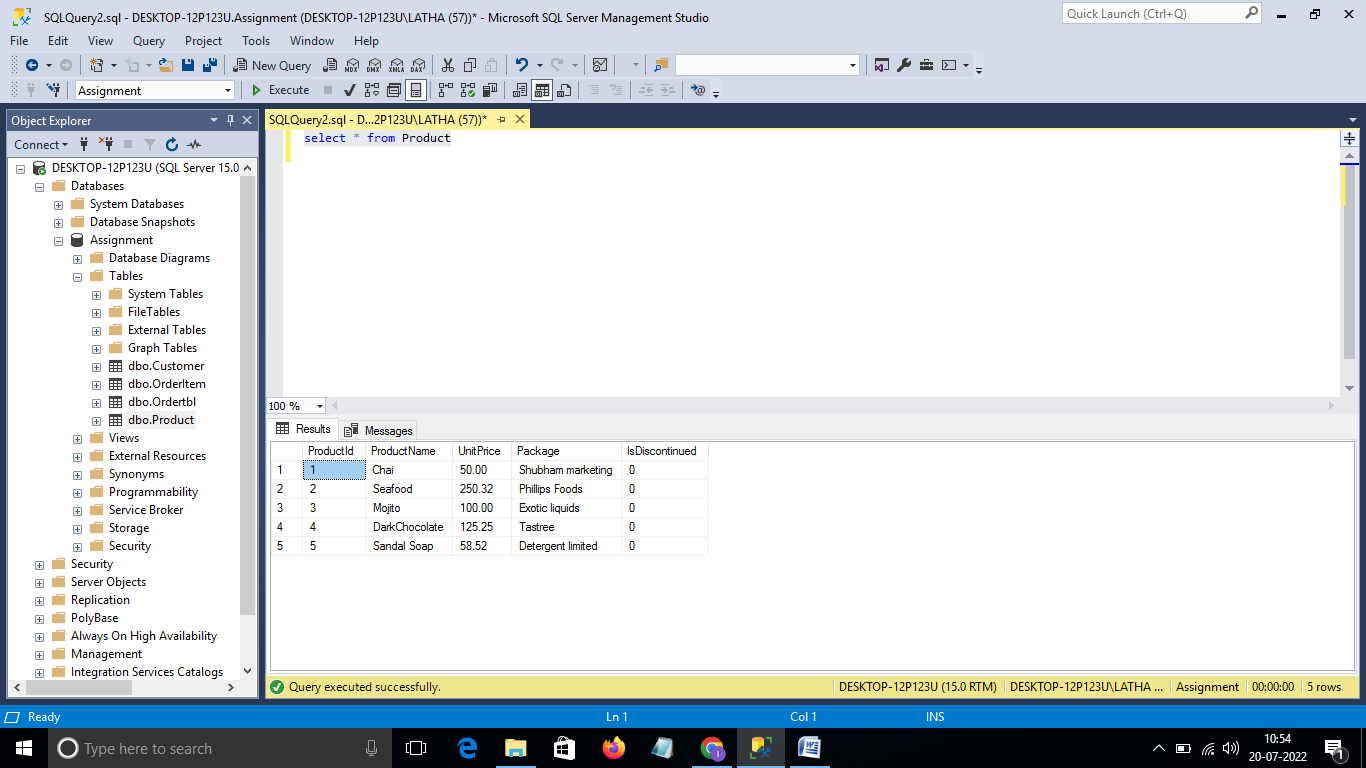 SQLQuery2.sql - DESKTOP-12P123U.Assignment (DESKTOP-12P123U\LATHA (57))* - Microsoft SQL Server Management Studio
Quick Launch (Ctrl+Q)
File Edit View Query Project Tools Window Help
New Query MDX DMX XMLA DAX
Assignment Execute
Object Explorer
SQLQuery2.sql - D...2P123U\LATHA (57))*
Connect
select * from Product
DESKTOP-12P123U (SQL Server 15.0
Databases
System Databases
Database Snapshots
Assignment
Database Diagrams
Tables
System Tables
FileTables
External Tables
Graph Tables
dbo.Customer
dbo.OrderItem
dbo.Ordertbl
dbo.Product
Views
External Resources
Synonyms
Programmability
Service Broker
Storage
Security
Security
Server Objects
Replication
PolyBase
Always On High Availability
Management
Integration Services Catalogs
100 %
Results Messages
ProductId ProductName UnitPrice Package IsDiscontinued
1 1 Chai 50.00 Shubham marketing 0
2 2 Seafood 250.32 Phillips Foods 0
3 3 Mojito 100.00 Exotic liquids 0
4 4 DarkChocolate 125.25 Tastree 0
5 5 Sandal Soap 58.52 Detergent limited 0
Query executed successfully. DESKTOP-12P123U (15.0 RTM) DESKTOP-12P123U\LATHA ... Assignment 00:00:00 5 rows
Ready Ln 1 Col 1 INS
Type here to search
10:54
20-07-2022
1